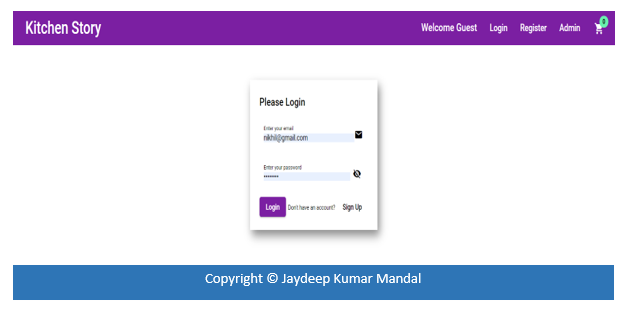 Kitchen Story
Welcome Guest Login Register Admin 0
Please Login
Enter your email
nikhil@gmail.com
Enter your password
••••••••
Login Don't have an account? Sign Up
Copyright © Jaydeep Kumar Mandal